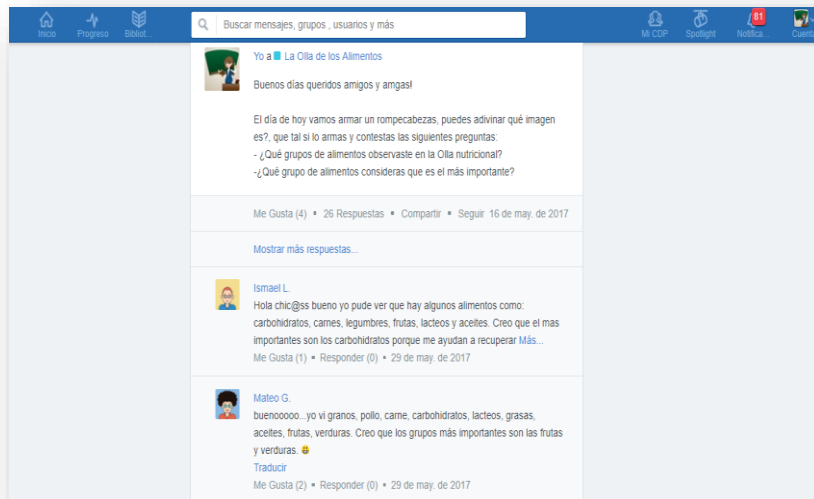 Buscar mensajes, grupos , usuarios y más
81
Inicio
Progreso
Bibliot...
Mi CDP
Spotlight
Notifica...
Cuenta
Yo a La Olla de los Alimentos
Buenos días queridos amigos y amgas!
El día de hoy vamos armar un rompecabezas, puedes adivinar qué imagen
es?, que tal si lo armas y contestas las siguientes preguntas:
- ¿Qué grupos de alimentos observaste en la Olla nutricional?
-¿Qué grupo de alimentos consideras que es el más importante?
Me Gusta (4) ▪ 26 Respuestas ▪ Compartir ▪ Seguir 16 de may. de 2017
Mostrar más respuestas...
Ismael L.
Hola chic@ss bueno yo pude ver que hay algunos alimentos como:
carbohidratos, carnes, legumbres, frutas, lacteos y aceites. Creo que el mas
importantes son los carbohidratos porque me ayudan a recuperar Más...
Me Gusta (1) ▪ Responder (0) ▪ 29 de may. de 2017
Mateo G.
buenooooo...yo vi granos, pollo, carne, carbohidratos, lacteos, grasas,
aceites, frutas, verduras. Creo que los grupos más importantes son las frutas
y verduras. 😀
Traducir
Me Gusta (2) ▪ Responder (0) ▪ 29 de may. de 2017